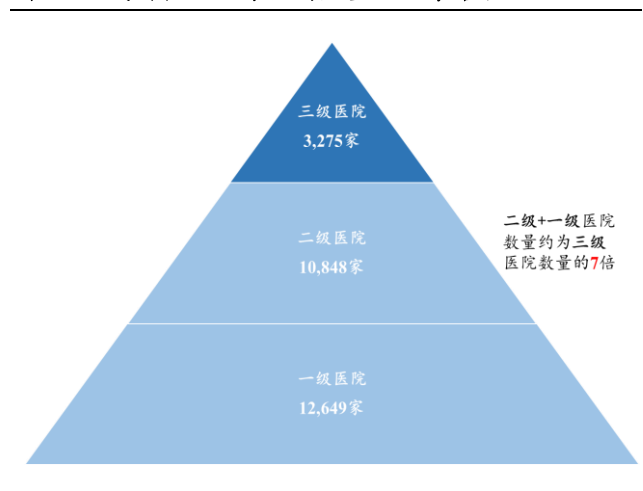 三级医院
3,275家
二级医院
10,848家
二级+一级医院
数量约为三级
医院数量的7倍
一级医院
12,649家